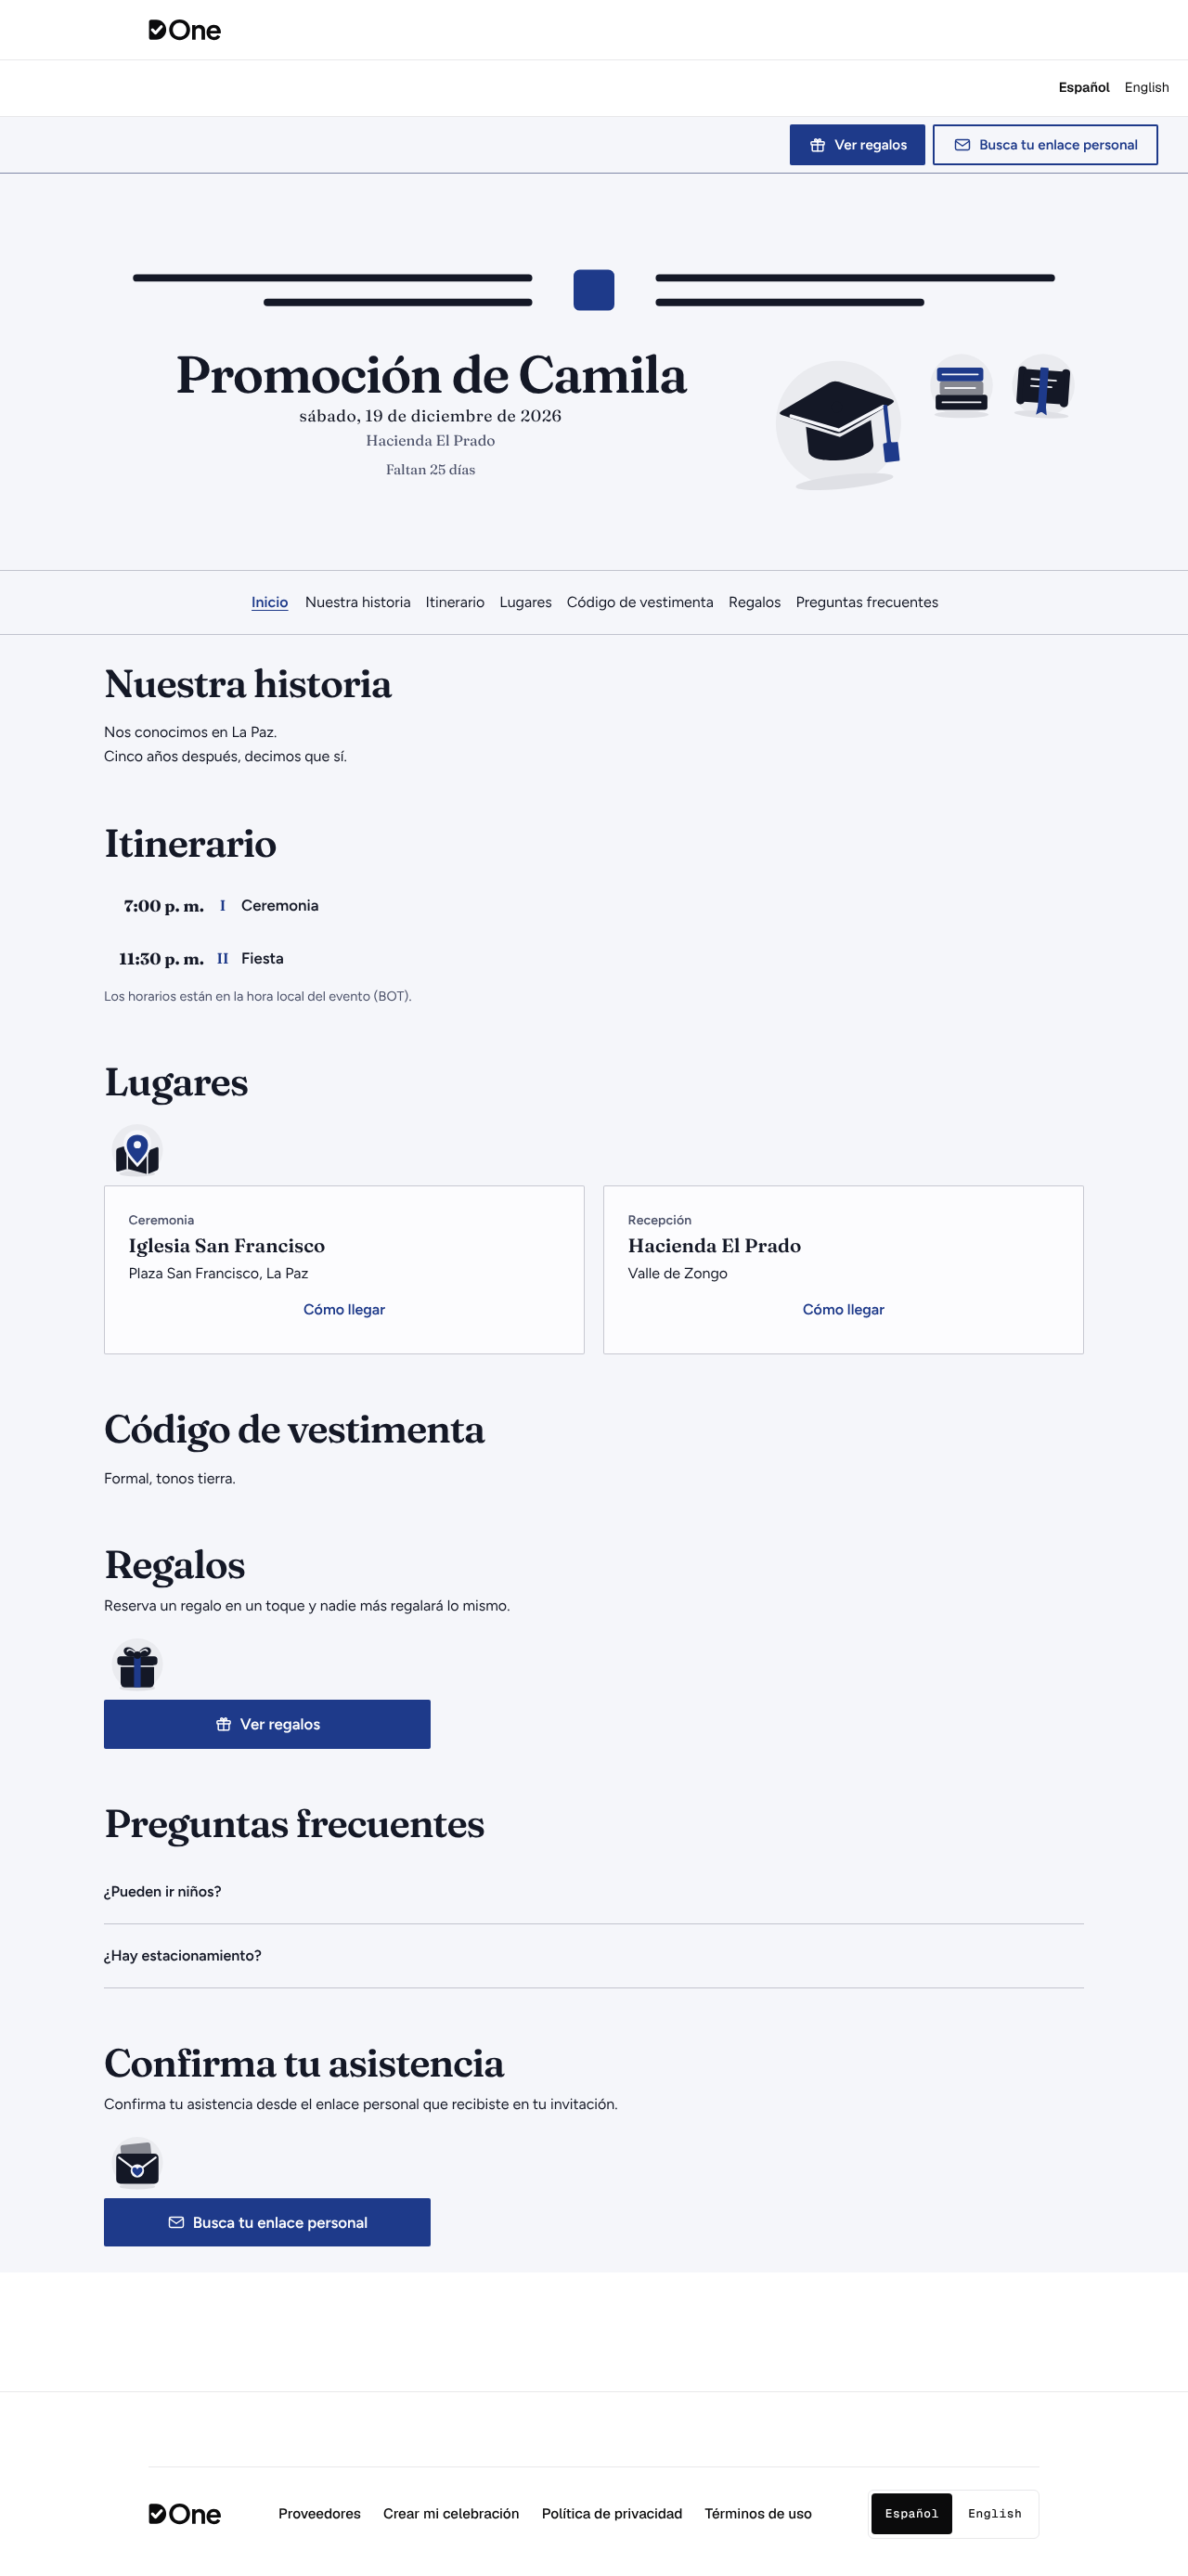 One
Español English
Ver regalos Busca tu enlace personal
Promoción de Camila
sábado, 19 de diciembre de 2026
Hacienda El Prado
Faltan 25 días
Inicio Nuestra historia Itinerario Lugares Código de vestimenta Regalos Preguntas frecuentes
Nuestra historia
Nos conocimos en La Paz.
Cinco años después, decimos que sí.
Itinerario
7:00 p. m. I Ceremonia
11:30 p. m. II Fiesta
Los horarios están en la hora local del evento (BOT).
Lugares
Ceremonia
Iglesia San Francisco
Plaza San Francisco, La Paz
Cómo llegar
Recepción
Hacienda El Prado
Valle de Zongo
Cómo llegar
Código de vestimenta
Formal, tonos tierra.
Regalos
Reserva un regalo en un toque y nadie más regalará lo mismo.
Ver regalos
Preguntas frecuentes
¿Pueden ir niños?
¿Hay estacionamiento?
Confirma tu asistencia
Confirma tu asistencia desde el enlace personal que recibiste en tu invitación.
Busca tu enlace personal
One Proveedores Crear mi celebración Política de privacidad Términos de uso Español English